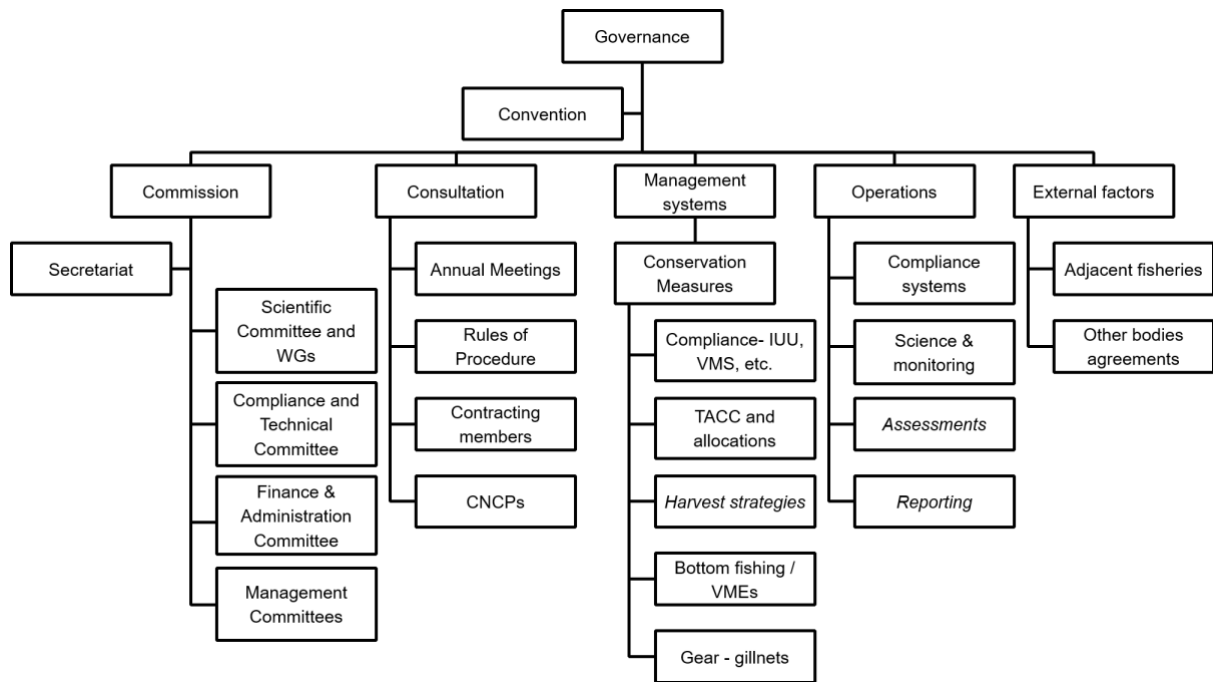 Governance
Convention
Commission
Consultation
Management
systems
Operations
External factors
Secretariat
Scientific
Committee and
WGs
Compliance and
Technical
Committee
Finance &
Administration
Committee
Management
Committees
Annual Meetings
Rules of
Procedure
Contracting
members
CNCPs
Conservation
Measures
Compliance- IUU,
VMS, etc.
TACC and
allocations
Harvest strategies
Bottom fishing /
VMEs
Gear - gillnets
Compliance
systems
Science &
monitoring
Assessments
Reporting
Adjacent fisheries
Other bodies
agreements